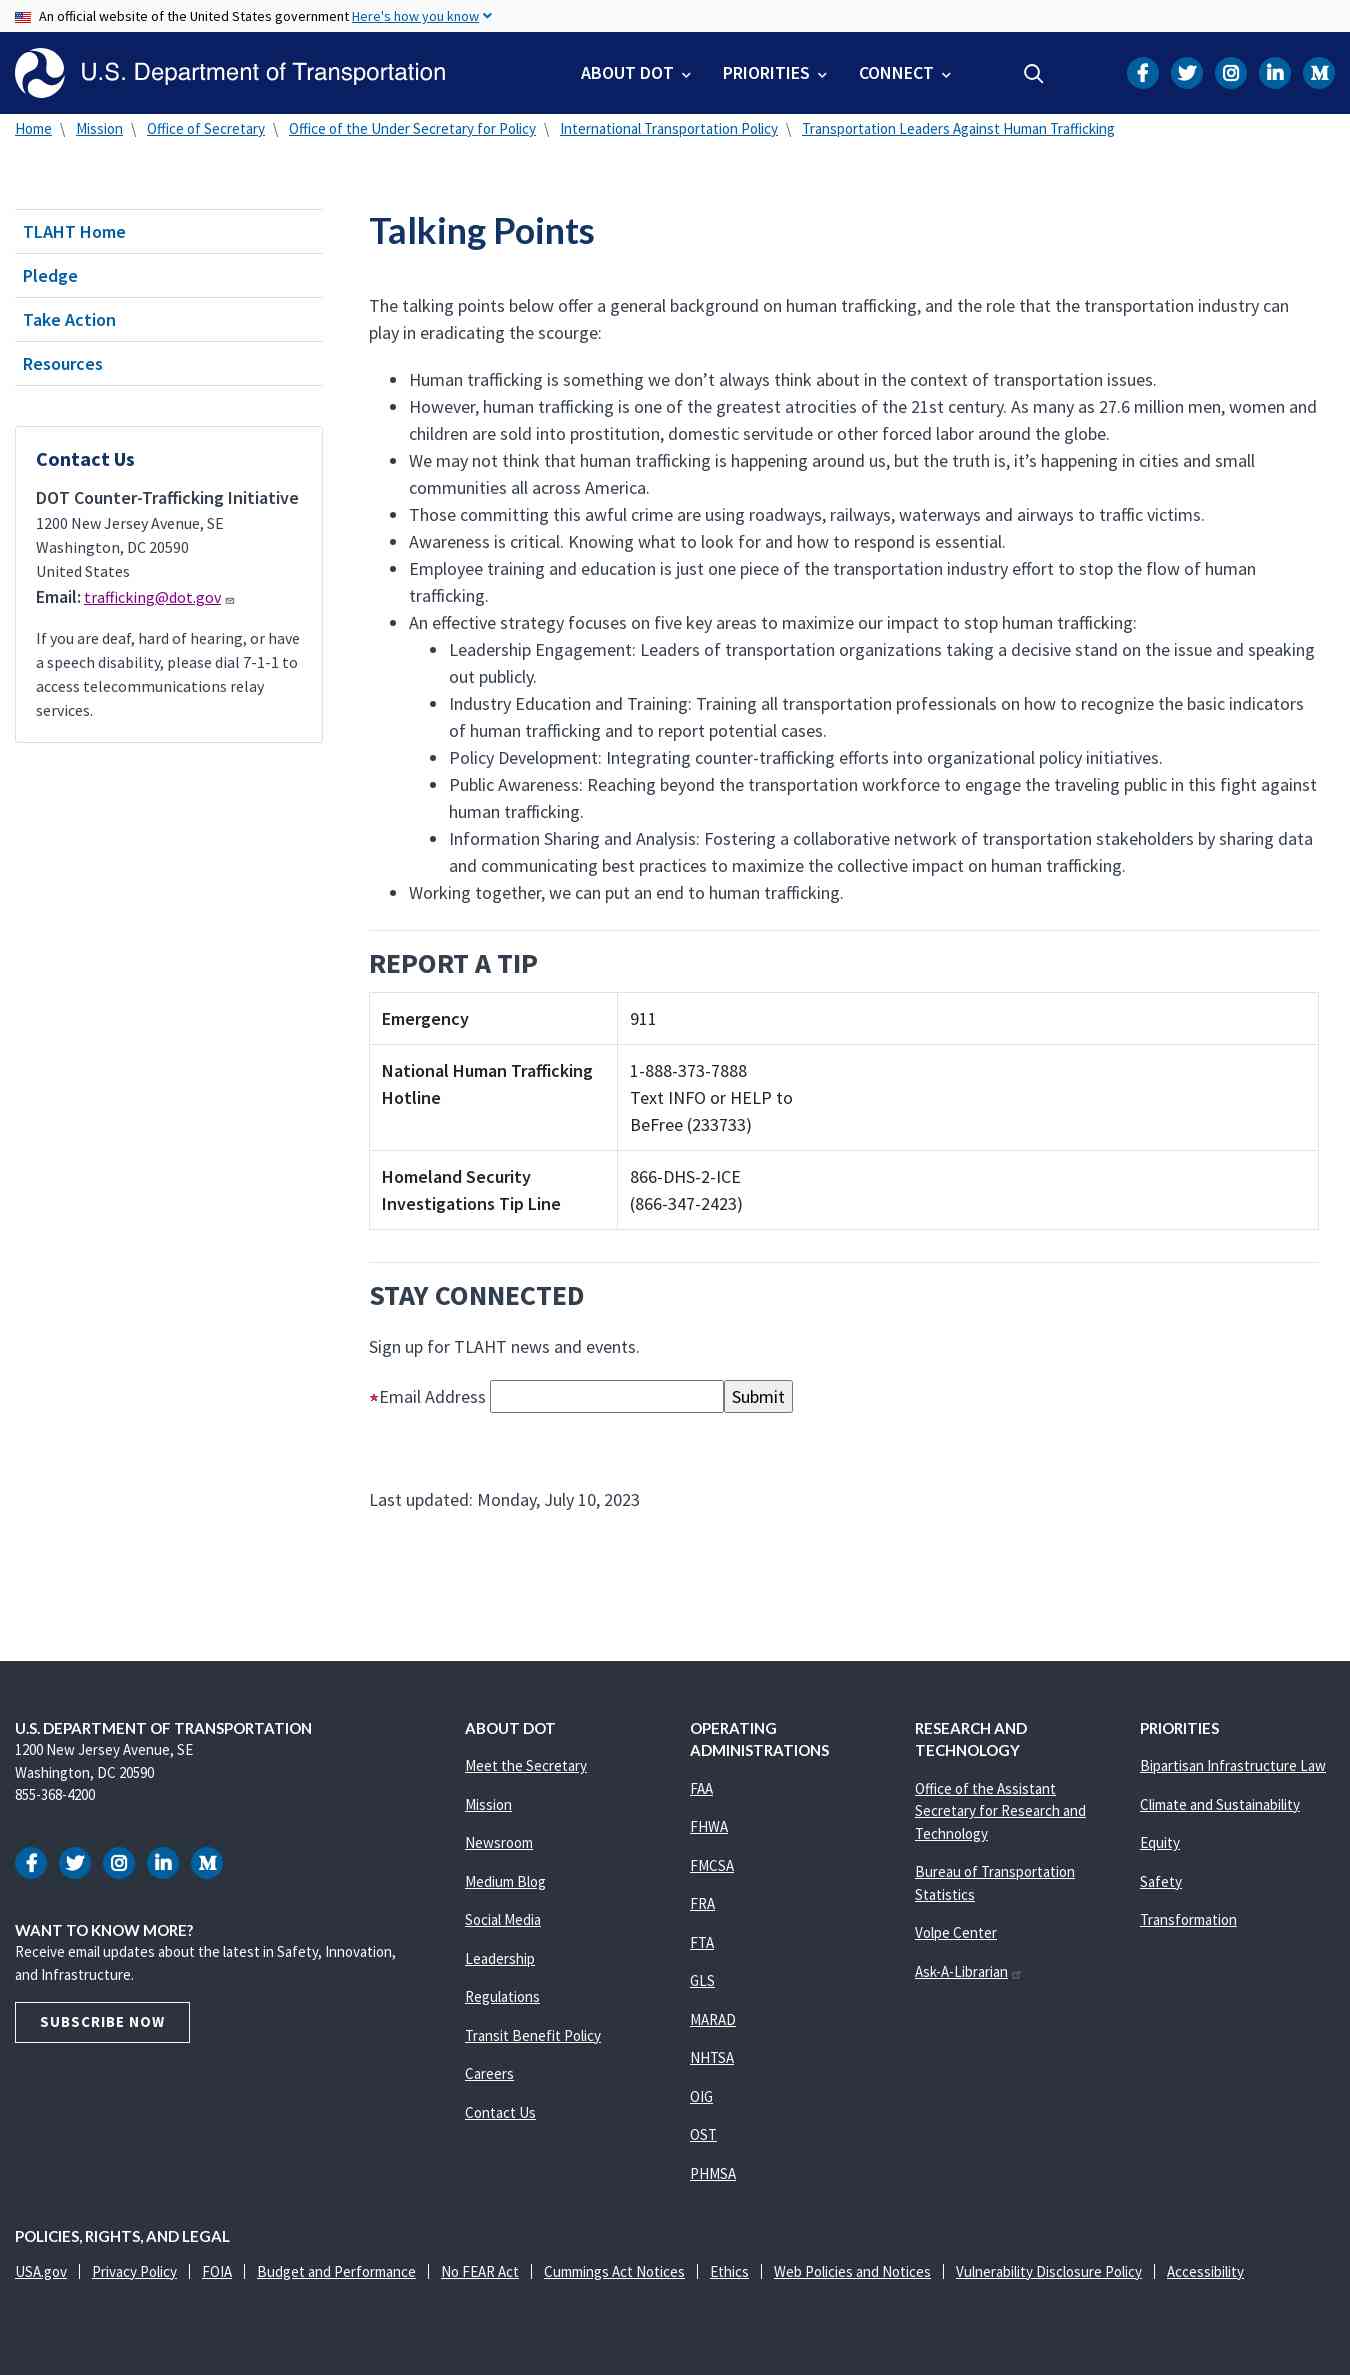 An official website of the United States government Here's how you know
U.S. Department of Transportation
ABOUT DOT
PRIORITIES
CONNECT
Home \ Mission \ Office of Secretary \ Office of the Under Secretary for Policy \ International Transportation Policy \ Transportation Leaders Against Human Trafficking
TLAHT Home
Pledge
Take Action
Resources
Contact Us
DOT Counter-Trafficking Initiative
1200 New Jersey Avenue, SE
Washington, DC 20590
United States
Email: trafficking@dot.gov
If you are deaf, hard of hearing, or have
a speech disability, please dial 7-1-1 to
access telecommunications relay
services.
Talking Points
The talking points below offer a general background on human trafficking, and the role that the transportation industry can
play in eradicating the scourge:
• Human trafficking is something we don’t always think about in the context of transportation issues.
• However, human trafficking is one of the greatest atrocities of the 21st century. As many as 27.6 million men, women and
children are sold into prostitution, domestic servitude or other forced labor around the globe.
• We may not think that human trafficking is happening around us, but the truth is, it’s happening in cities and small
communities all across America.
• Those committing this awful crime are using roadways, railways, waterways and airways to traffic victims.
• Awareness is critical. Knowing what to look for and how to respond is essential.
• Employee training and education is just one piece of the transportation industry effort to stop the flow of human
trafficking.
• An effective strategy focuses on five key areas to maximize our impact to stop human trafficking:
• Leadership Engagement: Leaders of transportation organizations taking a decisive stand on the issue and speaking
out publicly.
• Industry Education and Training: Training all transportation professionals on how to recognize the basic indicators
of human trafficking and to report potential cases.
• Policy Development: Integrating counter-trafficking efforts into organizational policy initiatives.
• Public Awareness: Reaching beyond the transportation workforce to engage the traveling public in this fight against
human trafficking.
• Information Sharing and Analysis: Fostering a collaborative network of transportation stakeholders by sharing data
and communicating best practices to maximize the collective impact on human trafficking.
• Working together, we can put an end to human trafficking.
REPORT A TIP
Emergency
911
National Human Trafficking
Hotline
1-888-373-7888
Text INFO or HELP to
BeFree (233733)
Homeland Security
Investigations Tip Line
866-DHS-2-ICE
(866-347-2423)
STAY CONNECTED
Sign up for TLAHT news and events.
*Email Address
Submit
Last updated: Monday, July 10, 2023
U.S. DEPARTMENT OF TRANSPORTATION
1200 New Jersey Avenue, SE
Washington, DC 20590
855-368-4200
WANT TO KNOW MORE?
Receive email updates about the latest in Safety, Innovation,
and Infrastructure.
SUBSCRIBE NOW
ABOUT DOT
Meet the Secretary
Mission
Newsroom
Medium Blog
Social Media
Leadership
Regulations
Transit Benefit Policy
Careers
Contact Us
OPERATING
ADMINISTRATIONS
FAA
FHWA
FMCSA
FRA
FTA
GLS
MARAD
NHTSA
OIG
OST
PHMSA
RESEARCH AND
TECHNOLOGY
Office of the Assistant
Secretary for Research and
Technology
Bureau of Transportation
Statistics
Volpe Center
Ask-A-Librarian
PRIORITIES
Bipartisan Infrastructure Law
Climate and Sustainability
Equity
Safety
Transformation
POLICIES, RIGHTS, AND LEGAL
USA.gov | Privacy Policy | FOIA | Budget and Performance | No FEAR Act | Cummings Act Notices | Ethics | Web Policies and Notices | Vulnerability Disclosure Policy | Accessibility